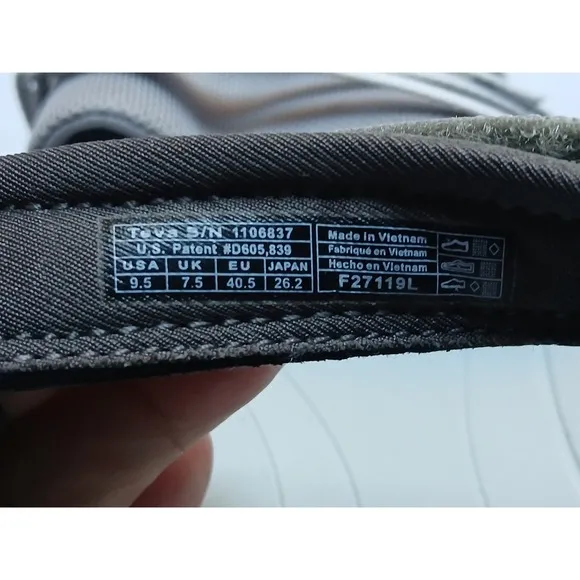 Teva S/N 1106837
U.S. Patent #D605,839
USA UK EU JAPAN
9.5 7.5 40.5 26.2
Made in Vietnam
Fabriqué en Vietnam
Hecho en Vietnam
F27119L